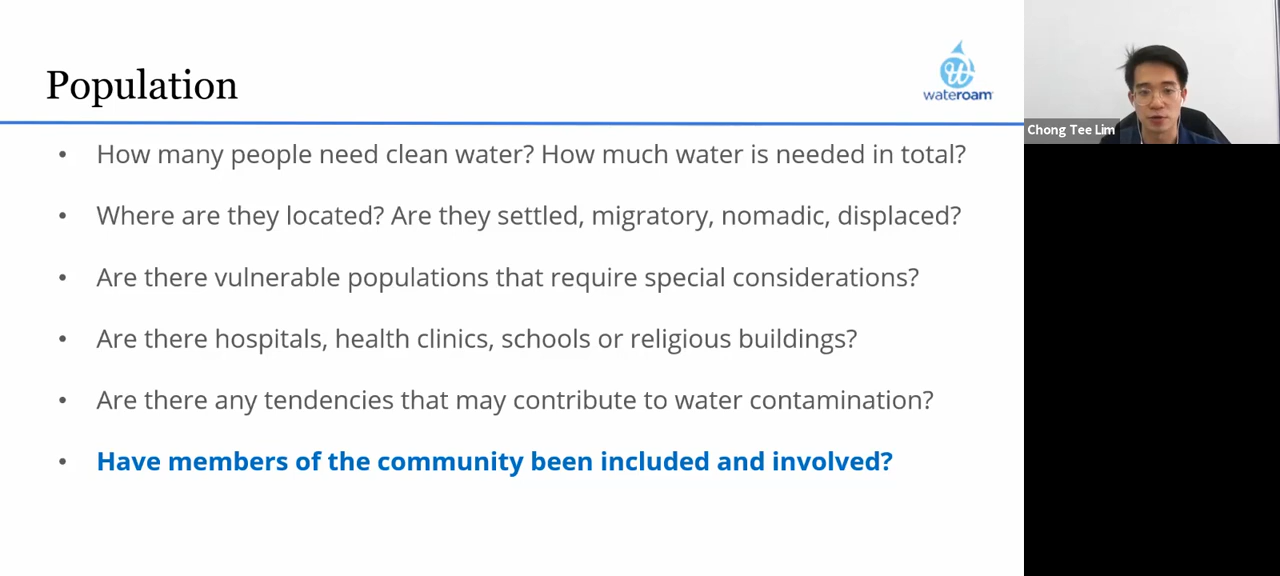 Population
wateroam
Chong Tee Lim
• How many people need clean water? How much water is needed in total?
• Where are they located? Are they settled, migratory, nomadic, displaced?
• Are there vulnerable populations that require special considerations?
• Are there hospitals, health clinics, schools or religious buildings?
• Are there any tendencies that may contribute to water contamination?
• Have members of the community been included and involved?